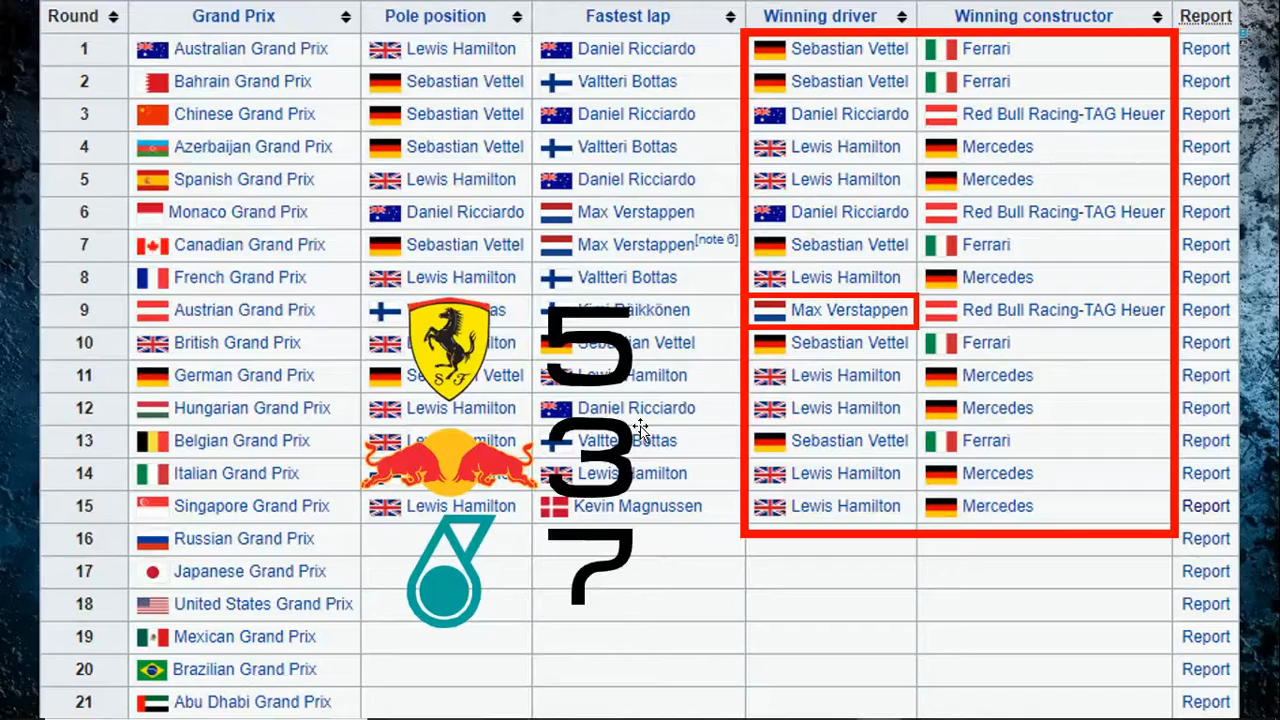 Round Grand Prix Pole position Fastest lap Winning driver Winning constructor Report
1 Australian Grand Prix Lewis Hamilton Daniel Ricciardo Sebastian Vettel Ferrari Report
2 Bahrain Grand Prix Sebastian Vettel Valtteri Bottas Sebastian Vettel Ferrari Report
3 Chinese Grand Prix Sebastian Vettel Daniel Ricciardo Daniel Ricciardo Red Bull Racing-TAG Heuer Report
4 Azerbaijan Grand Prix Sebastian Vettel Valtteri Bottas Lewis Hamilton Mercedes Report
5 Spanish Grand Prix Lewis Hamilton Daniel Ricciardo Lewis Hamilton Mercedes Report
6 Monaco Grand Prix Daniel Ricciardo Max Verstappen Daniel Ricciardo Red Bull Racing-TAG Heuer Report
7 Canadian Grand Prix Sebastian Vettel Max Verstappen[note 6] Sebastian Vettel Ferrari Report
8 French Grand Prix Lewis Hamilton Valtteri Bottas Lewis Hamilton Mercedes Report
9 Austrian Grand Prix Räikkönen Max Verstappen Red Bull Racing-TAG Heuer Report
10 British Grand Prix Sebastian Vettel Sebastian Vettel Ferrari Report
11 German Grand Prix Vettel Hamilton Lewis Hamilton Mercedes Report
12 Hungarian Grand Prix Lewis Hamilton Daniel Ricciardo Lewis Hamilton Mercedes Report
13 Belgian Grand Prix Valtteri Bottas Sebastian Vettel Ferrari Report
14 Italian Grand Prix Lewis Hamilton Lewis Hamilton Mercedes Report
15 Singapore Grand Prix Lewis Hamilton Kevin Magnussen Lewis Hamilton Mercedes Report
16 Russian Grand Prix Report
17 Japanese Grand Prix Report
18 United States Grand Prix Report
19 Mexican Grand Prix Report
20 Brazilian Grand Prix Report
21 Abu Dhabi Grand Prix Report
S F
5
3
7